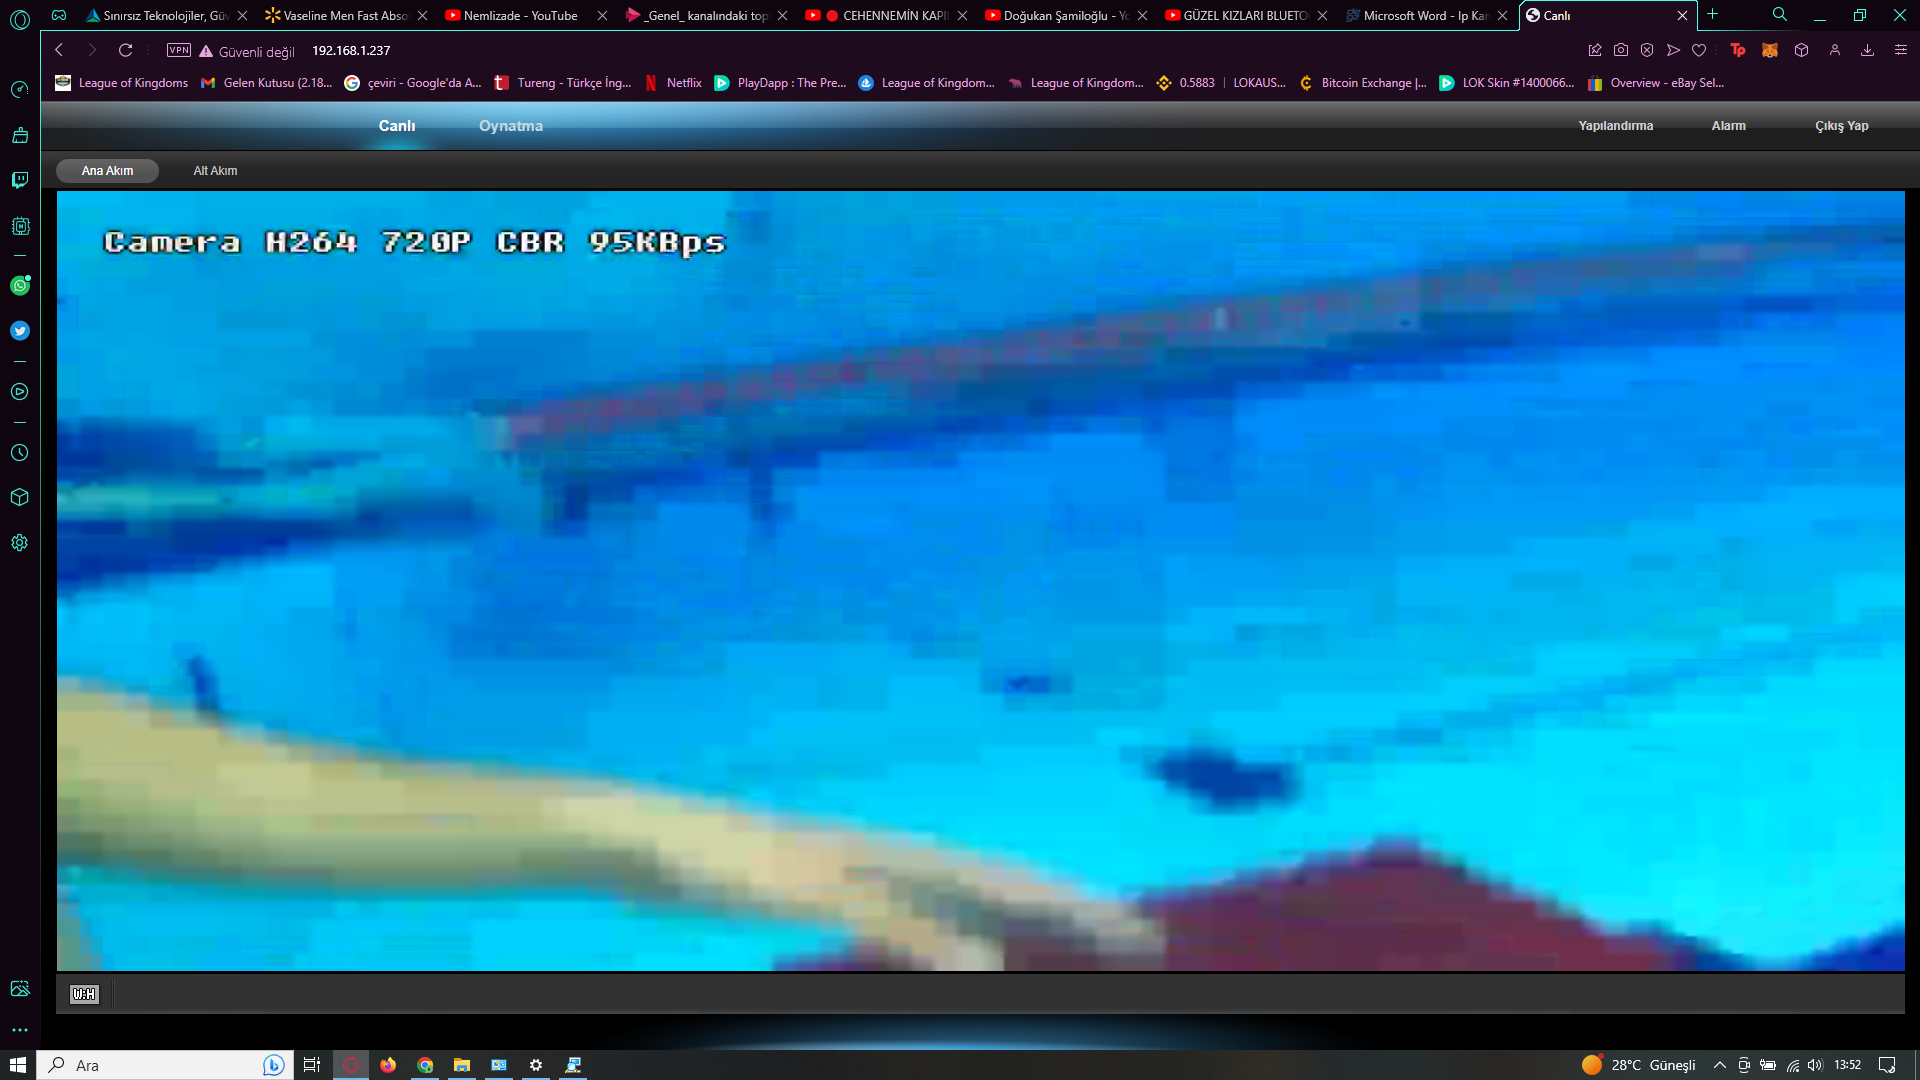 Sınırsız Teknolojiler, Gü
Vaseline Men Fast Abso
Nemlizade - YouTube
_Genel_ kanalındaki top
CEHENNEMİN KAPI
Doğukan Şamiloğlu - Yo
GÜZEL KIZLARI BLUETO
Microsoft Word - Ip Kam
Canlı
VPN
Güvenli değil
192.168.1.237
League of Kingdoms
Gelen Kutusu (2.18...
çeviri - Google'da A...
Tureng - Türkçe İng...
Netflix
PlayDapp : The Pre...
League of Kingdom...
League of Kingdom...
0.5883 | LOKAUS...
Bitcoin Exchange |...
LOK Skin #1400066...
Overview - eBay Sel...
Canlı
Oynatma
Yapılandırma
Alarm
Çıkış Yap
Ana Akım
Alt Akım
Camera H264 720P CBR 95KBps
W:H
Ara
28°C Güneşli
13:52